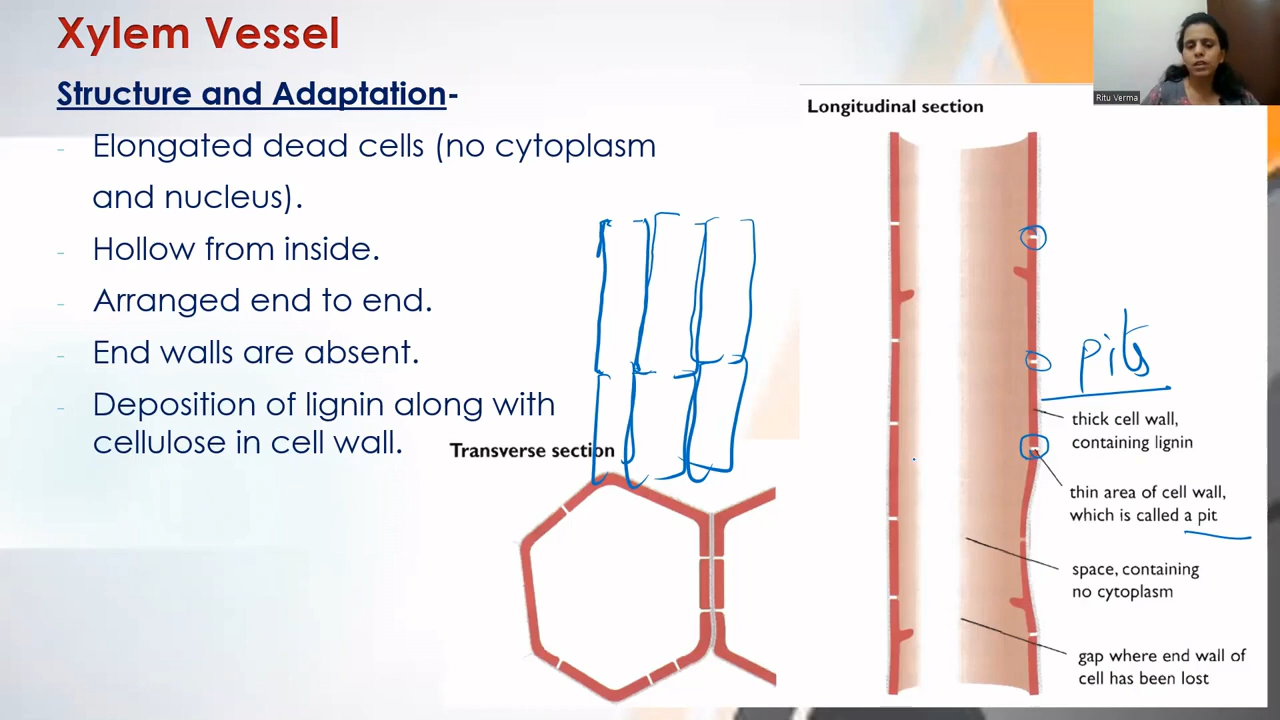 Xylem Vessel
Structure and Adaptation-
- Elongated dead cells (no cytoplasm
and nucleus).
- Hollow from inside.
- Arranged end to end.
- End walls are absent.
- Deposition of lignin along with
cellulose in cell wall.
Transverse section
Ritu Verma
Longitudinal section
pits
thick cell wall,
containing lignin
thin area of cell wall,
which is called a pit
space, containing
no cytoplasm
gap where end wall of
cell has been lost